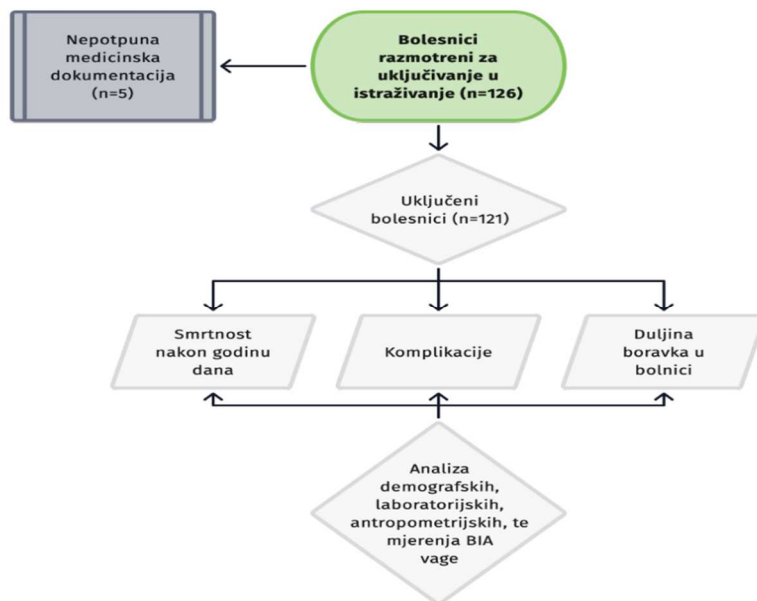 Nepotpuna
medicinska
dokumentacija
(n=5)
Bolesnici
razmotreni za
uključivanje u
istraživanje (n=126)
Uključeni
bolesnici (n=121)
Smrtnost
nakon godinu
dana
Komplikacije
Duljina
boravka u
bolnici
Analiza
demografskih,
laboratorijskih,
antropometrijskih, te
mjerenja BIA
vage